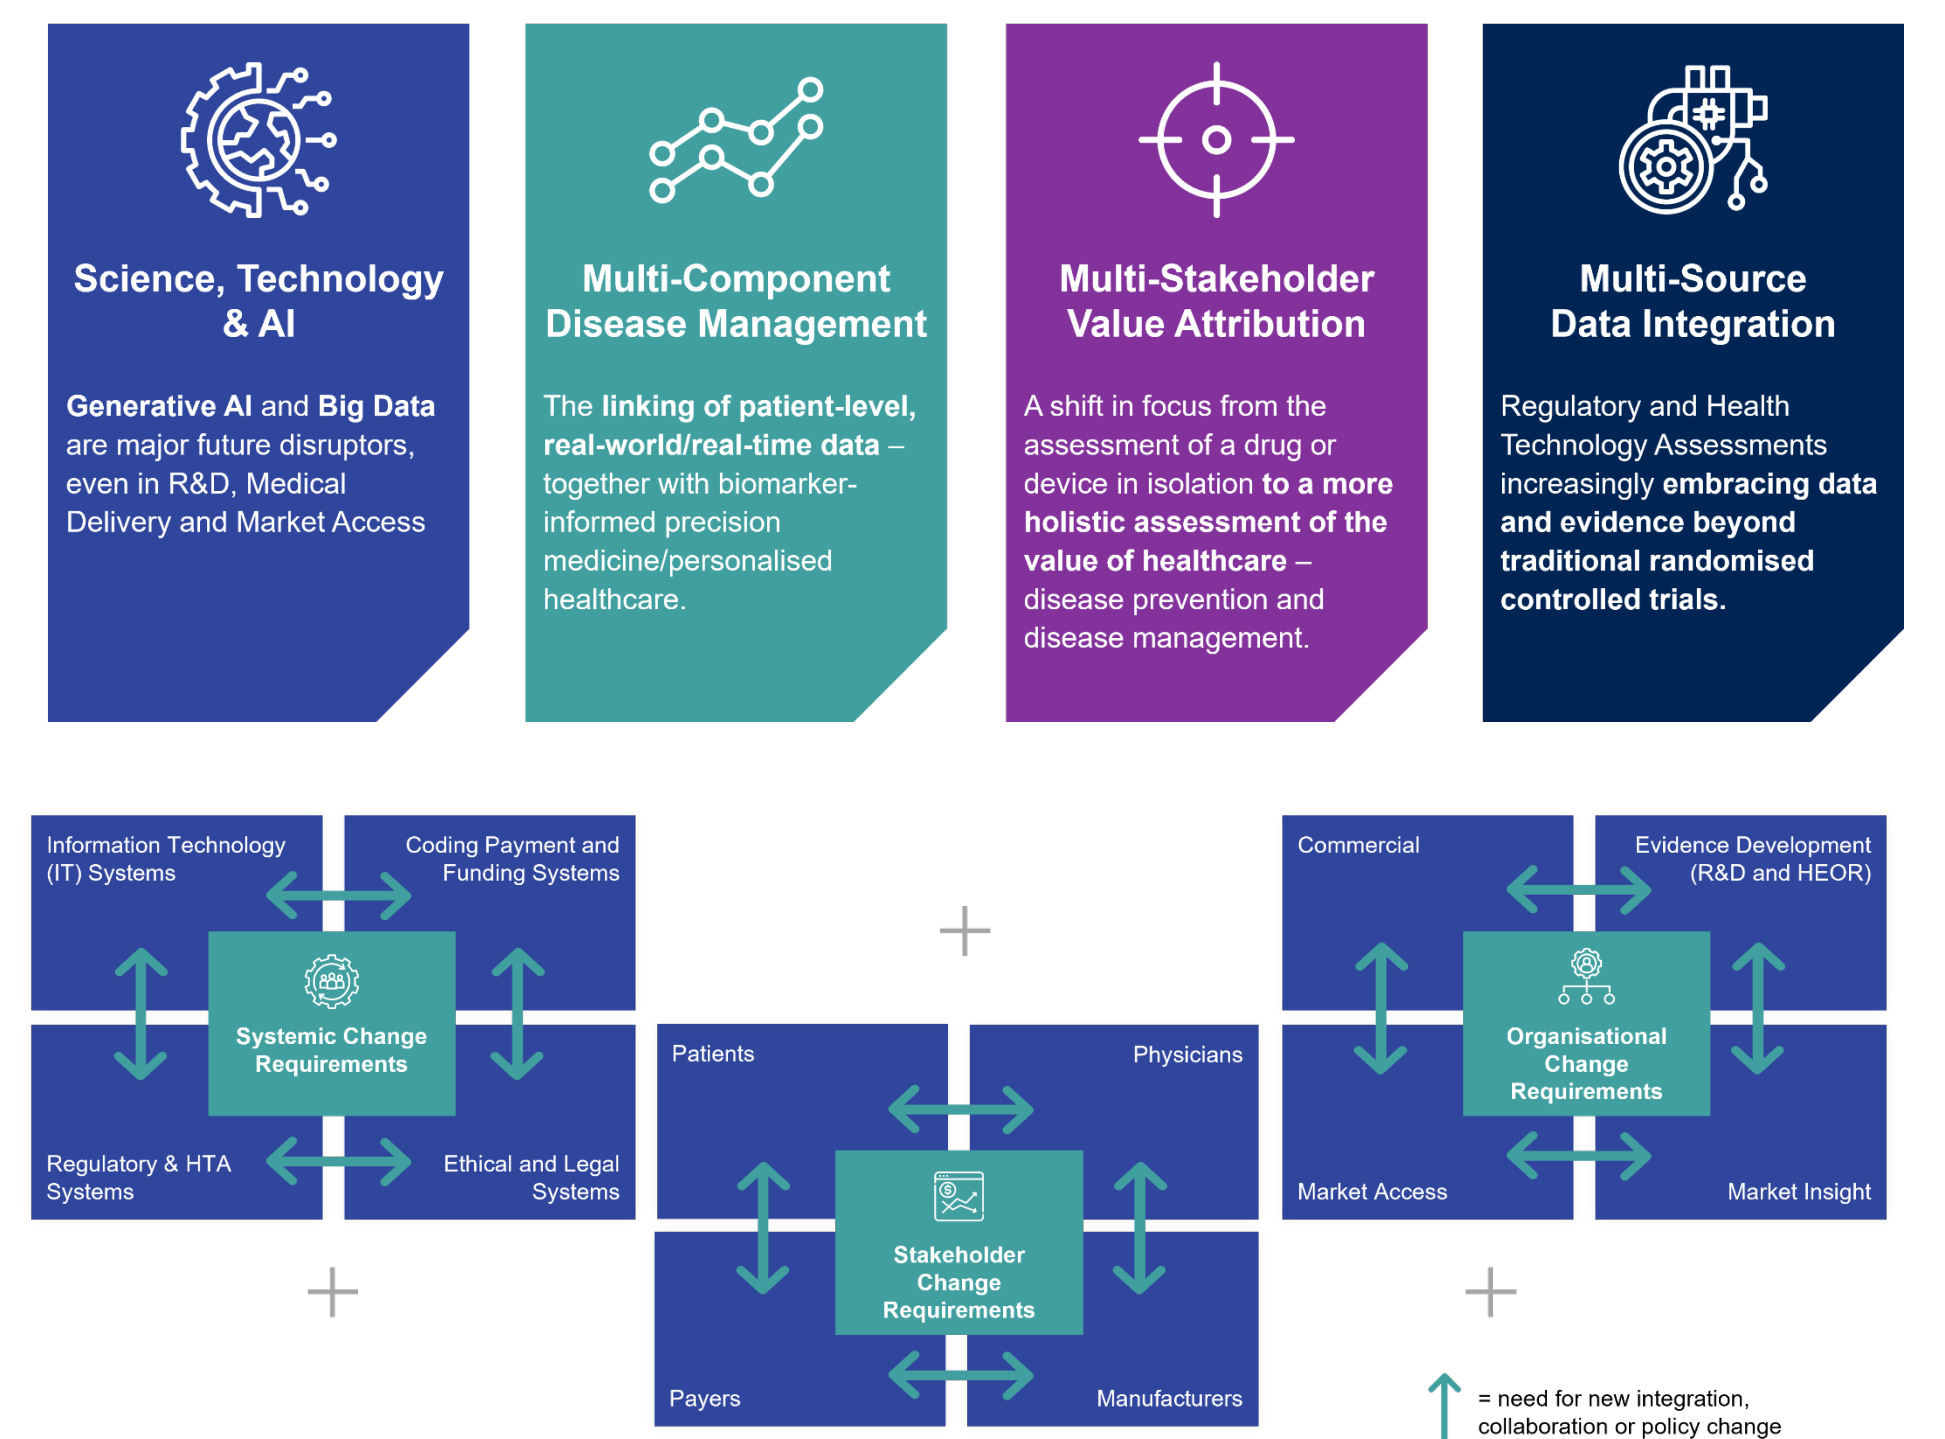 Science, Technology
& AI
Generative AI and Big Data
are major future disruptors,
even in R&D, Medical
Delivery and Market Access
Multi-Component
Disease Management
The linking of patient-level,
real-world/real-time data –
together with biomarker-
informed precision
medicine/personalised
healthcare.
Multi-Stakeholder
Value Attribution
A shift in focus from the
assessment of a drug or
device in isolation to a more
holistic assessment of the
value of healthcare –
disease prevention and
disease management.
Multi-Source
Data Integration
Regulatory and Health
Technology Assessments
increasingly embracing data
and evidence beyond
traditional randomised
controlled trials.
Information Technology
(IT) Systems
Coding Payment and
Funding Systems
Systemic Change
Requirements
Regulatory & HTA
Systems
Ethical and Legal
Systems
Patients
Physicians
Stakeholder
Change
Requirements
Payers
Manufacturers
Commercial
Evidence Development
(R&D and HEOR)
Organisational
Change
Requirements
Market Access
Market Insight
= need for new integration,
collaboration or policy change